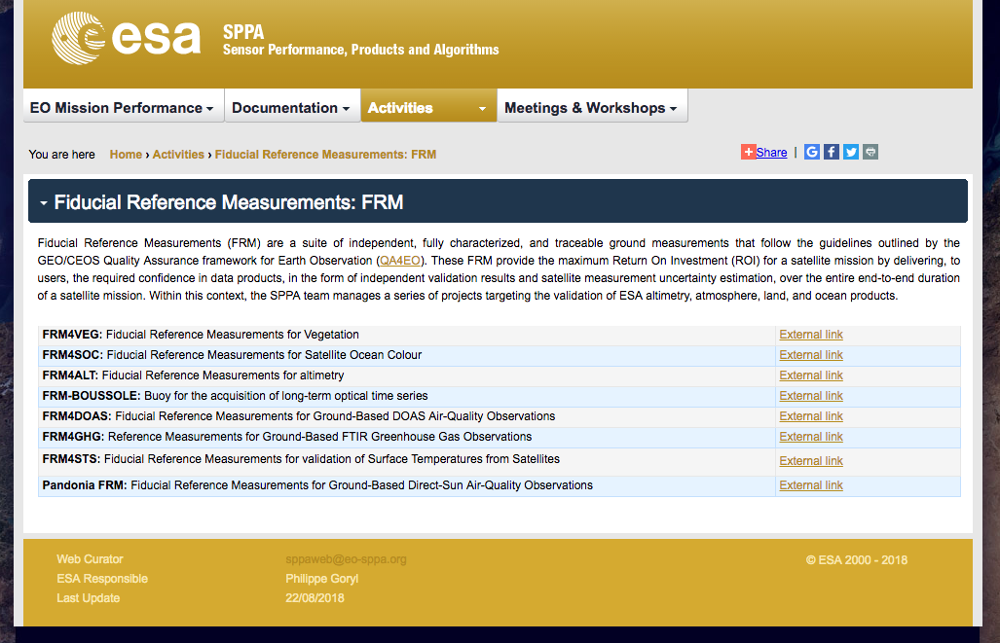 esa
SPPA
Sensor Performance, Products and Algorithms
EO Mission Performance
Documentation
Activities
Meetings & Workshops
You are here Home › Activities › Fiducial Reference Measurements: FRM
Share |
Fiducial Reference Measurements: FRM
Fiducial Reference Measurements (FRM) are a suite of independent, fully characterized, and traceable ground measurements that follow the guidelines outlined by the
GEO/CEOS Quality Assurance framework for Earth Observation (QA4EO). These FRM provide the maximum Return On Investment (ROI) for a satellite mission by delivering, to
users, the required confidence in data products, in the form of independent validation results and satellite measurement uncertainty estimation, over the entire end-to-end duration
of a satellite mission. Within this context, the SPPA team manages a series of projects targeting the validation of ESA altimetry, atmosphere, land, and ocean products.
FRM4VEG: Fiducial Reference Measurements for Vegetation External link
FRM4SOC: Fiducial Reference Measurements for Satellite Ocean Colour External link
FRM4ALT: Fiducial Reference Measurements for altimetry External link
FRM-BOUSSOLE: Buoy for the acquisition of long-term optical time series External link
FRM4DOAS: Fiducial Reference Measurements for Ground-Based DOAS Air-Quality Observations External link
FRM4GHG: Reference Measurements for Ground-Based FTIR Greenhouse Gas Observations External link
FRM4STS: Fiducial Reference Measurements for validation of Surface Temperatures from Satellites External link
Pandonia FRM: Fiducial Reference Measurements for Ground-Based Direct-Sun Air-Quality Observations External link
Web Curator sppaweb@eo-sppa.org © ESA 2000 - 2018
ESA Responsible Philippe Goryl
Last Update 22/08/2018